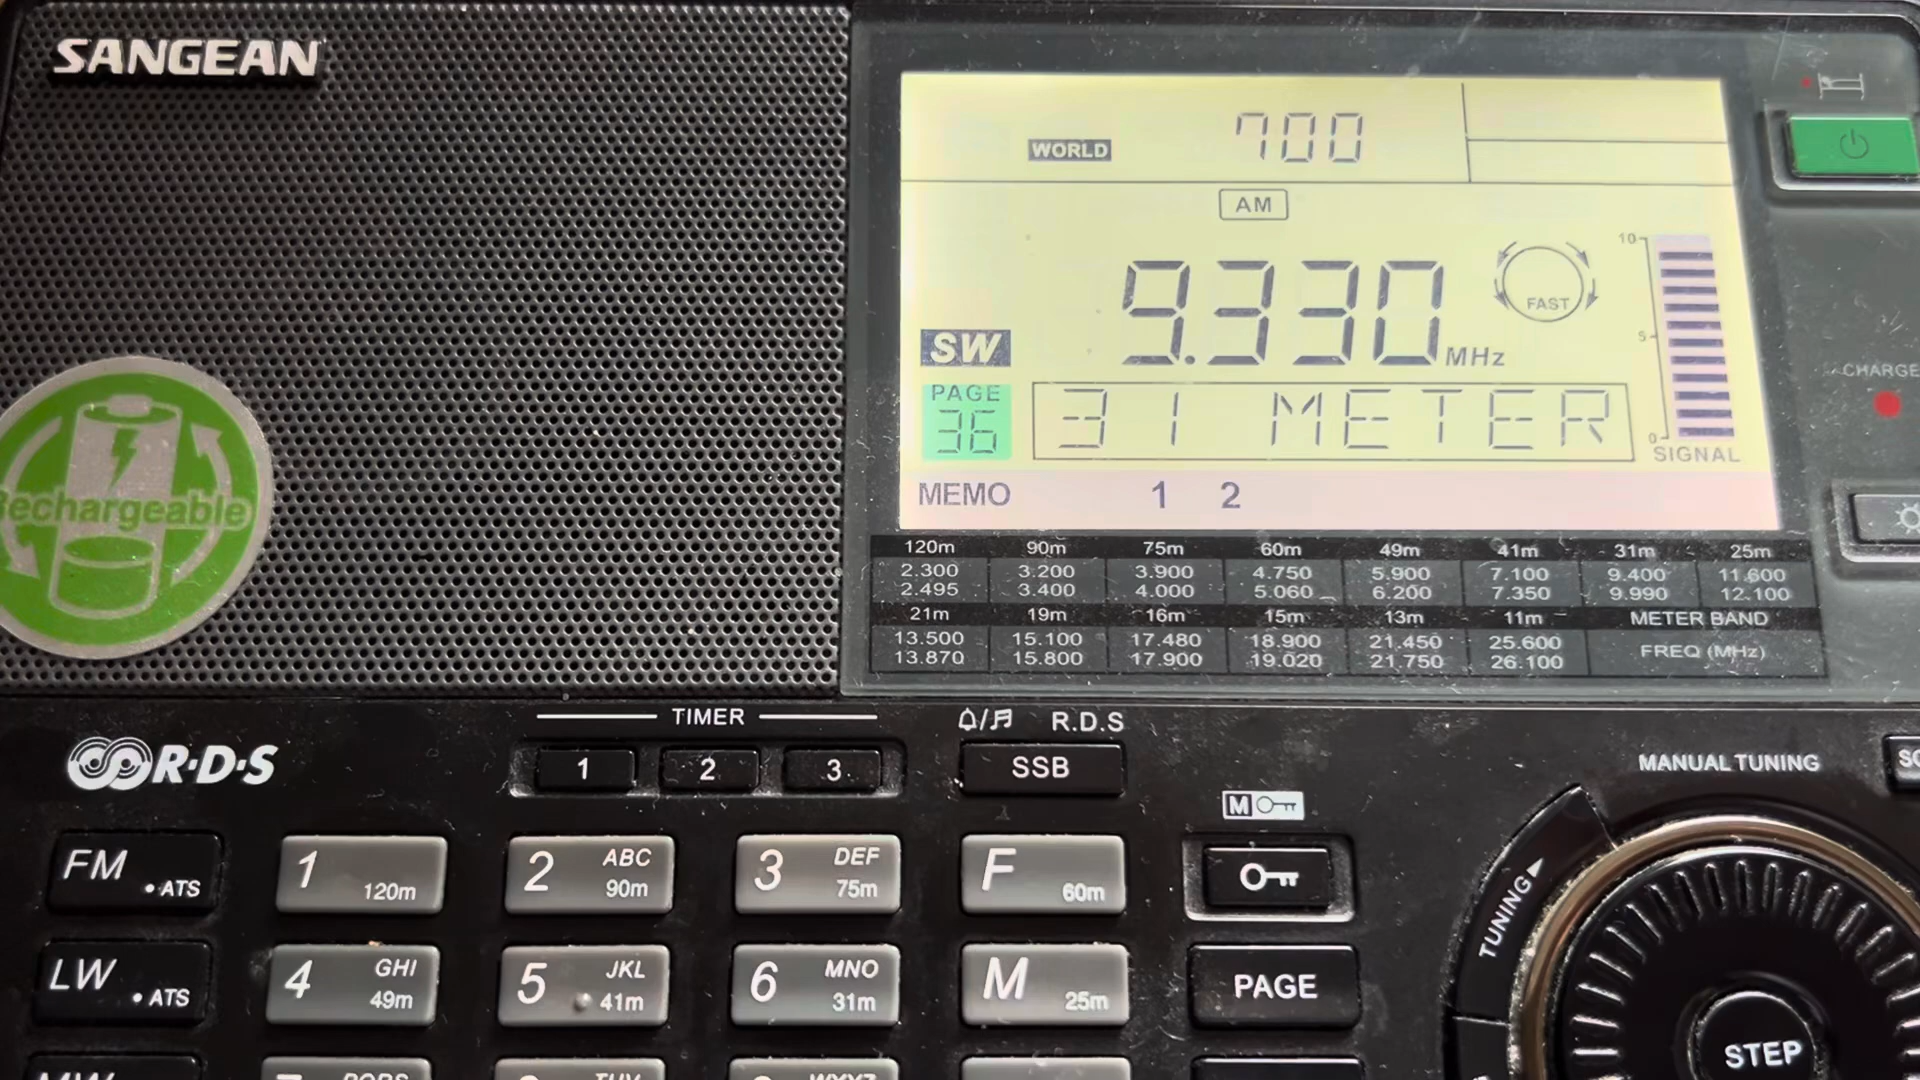 SANGEAN
WORLD 700
AM
9.330 MHz
FAST
SW
PAGE
36
31 METER
10
5
0
SIGNAL
MEMO 1 2
CHARGE
Rechargeable
120m 90m 75m 60m 49m 41m 31m 25m
2.300 3.200 3.900 4.750 5.900 7.100 9.400 11.600
2.495 3.400 4.000 5.060 6.200 7.350 9.990 12.100
21m 19m 16m 15m 13m 11m METER BAND
13.500 15.100 17.480 18.900 21.450 25.600 FREQ (MHz)
13.870 15.800 17.900 19.020 21.750 26.100
TIMER
R.D.S
1 2 3 SSB
R·D·S
MANUAL TUNING
M
FM • ATS
1 120m
2 ABC 90m
3 DEF 75m
F 60m
TUNING
LW • ATS
4 GHI 49m
5 JKL 41m
6 MNO 31m
M 25m
PAGE
STEP